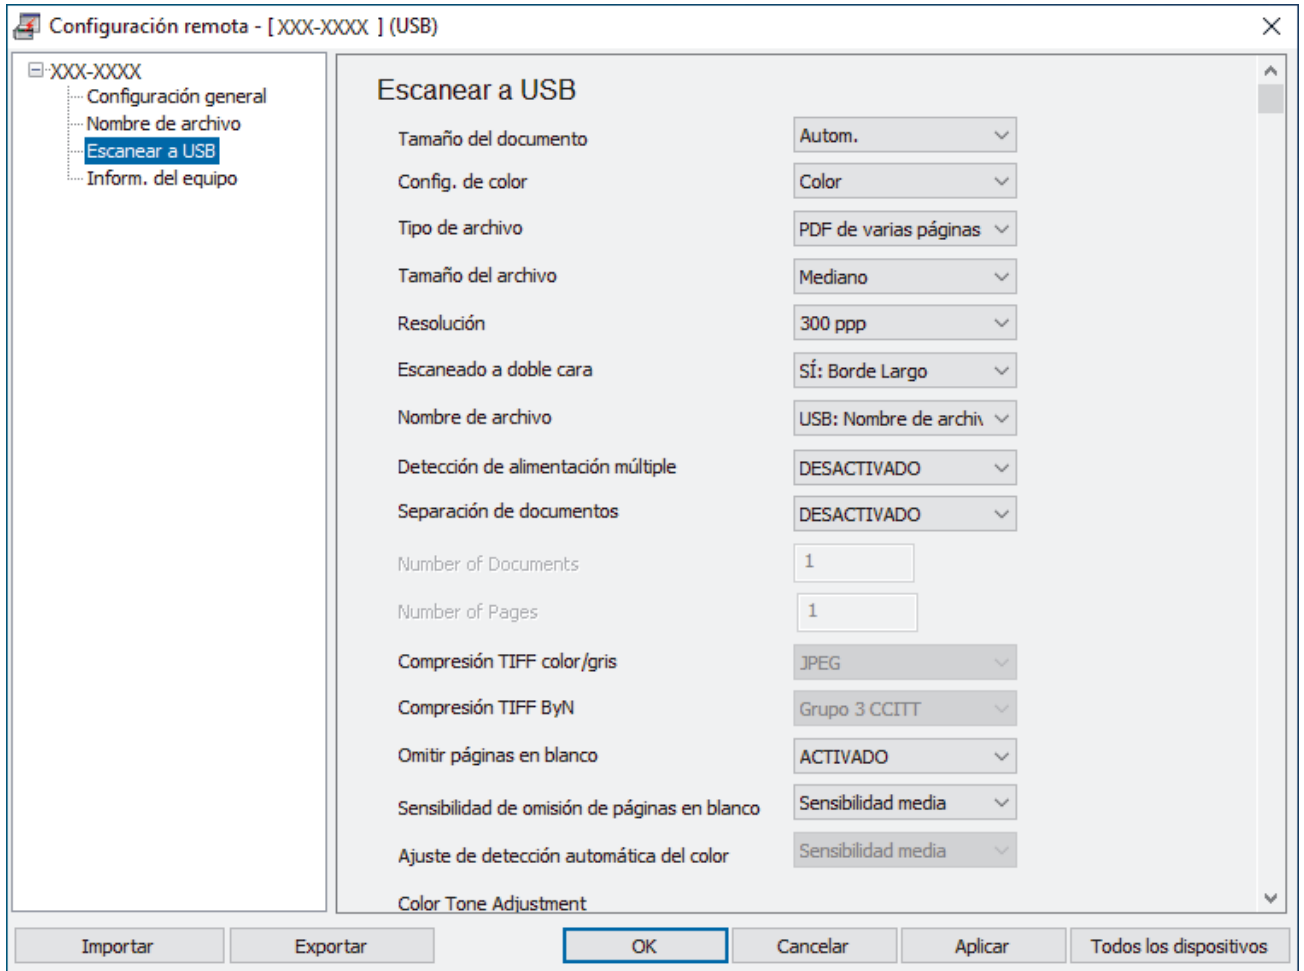 Configuración remota - [ XXX-XXXX ] (USB)
XXX-XXXX
Configuración general
Nombre de archivo
Escanear a USB
Inform. del equipo
Escanear a USB
Tamaño del documento Autom.
Config. de color Color
Tipo de archivo PDF de varias páginas
Tamaño del archivo Mediano
Resolución 300 ppp
Escaneado a doble cara SÍ: Borde Largo
Nombre de archivo USB: Nombre de archiv
Detección de alimentación múltiple DESACTIVADO
Separación de documentos DESACTIVADO
Number of Documents 1
Number of Pages 1
Compresión TIFF color/gris JPEG
Compresión TIFF ByN Grupo 3 CCITT
Omitir páginas en blanco ACTIVADO
Sensibilidad de omisión de páginas en blanco Sensibilidad media
Ajuste de detección automática del color Sensibilidad media
Color Tone Adjustment
Importar Exportar OK Cancelar Aplicar Todos los dispositivos